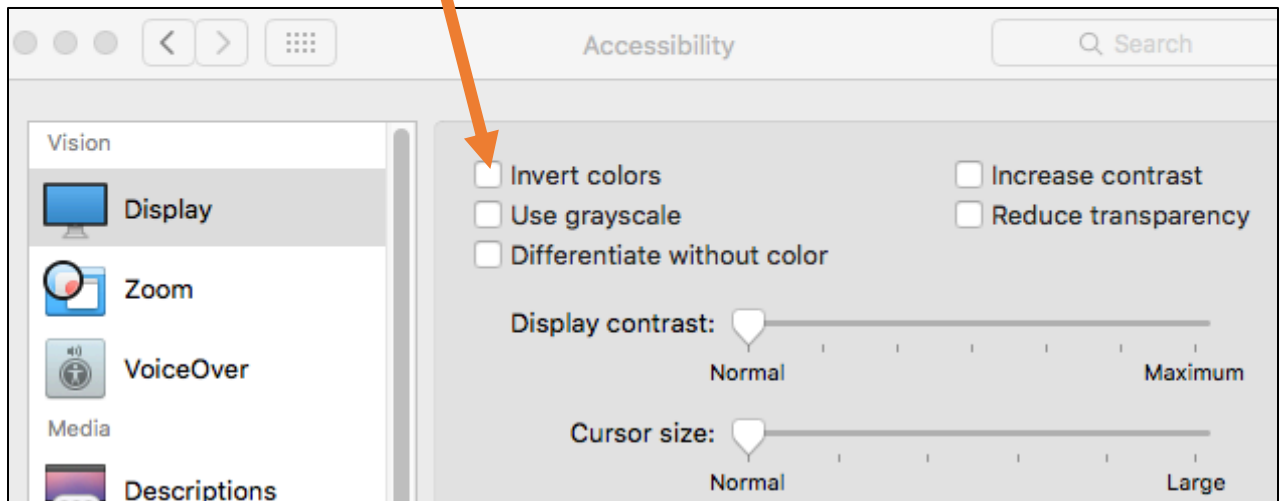 Accessibility
Search
Vision
Display
Zoom
VoiceOver
Media
Descriptions
Invert colors
Increase contrast
Use grayscale
Reduce transparency
Differentiate without color
Display contrast:
Normal
Maximum
Cursor size:
Normal
Large